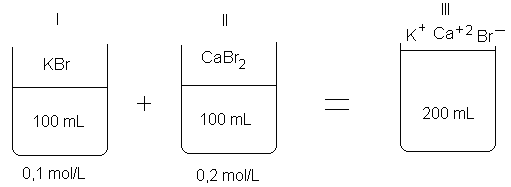 I
II
III
KBr
CaBr₂
K⁺ Ca⁺² Br⁻
100 mL
+
100 mL
=
200 mL
0,1 mol/L
0,2 mol/L